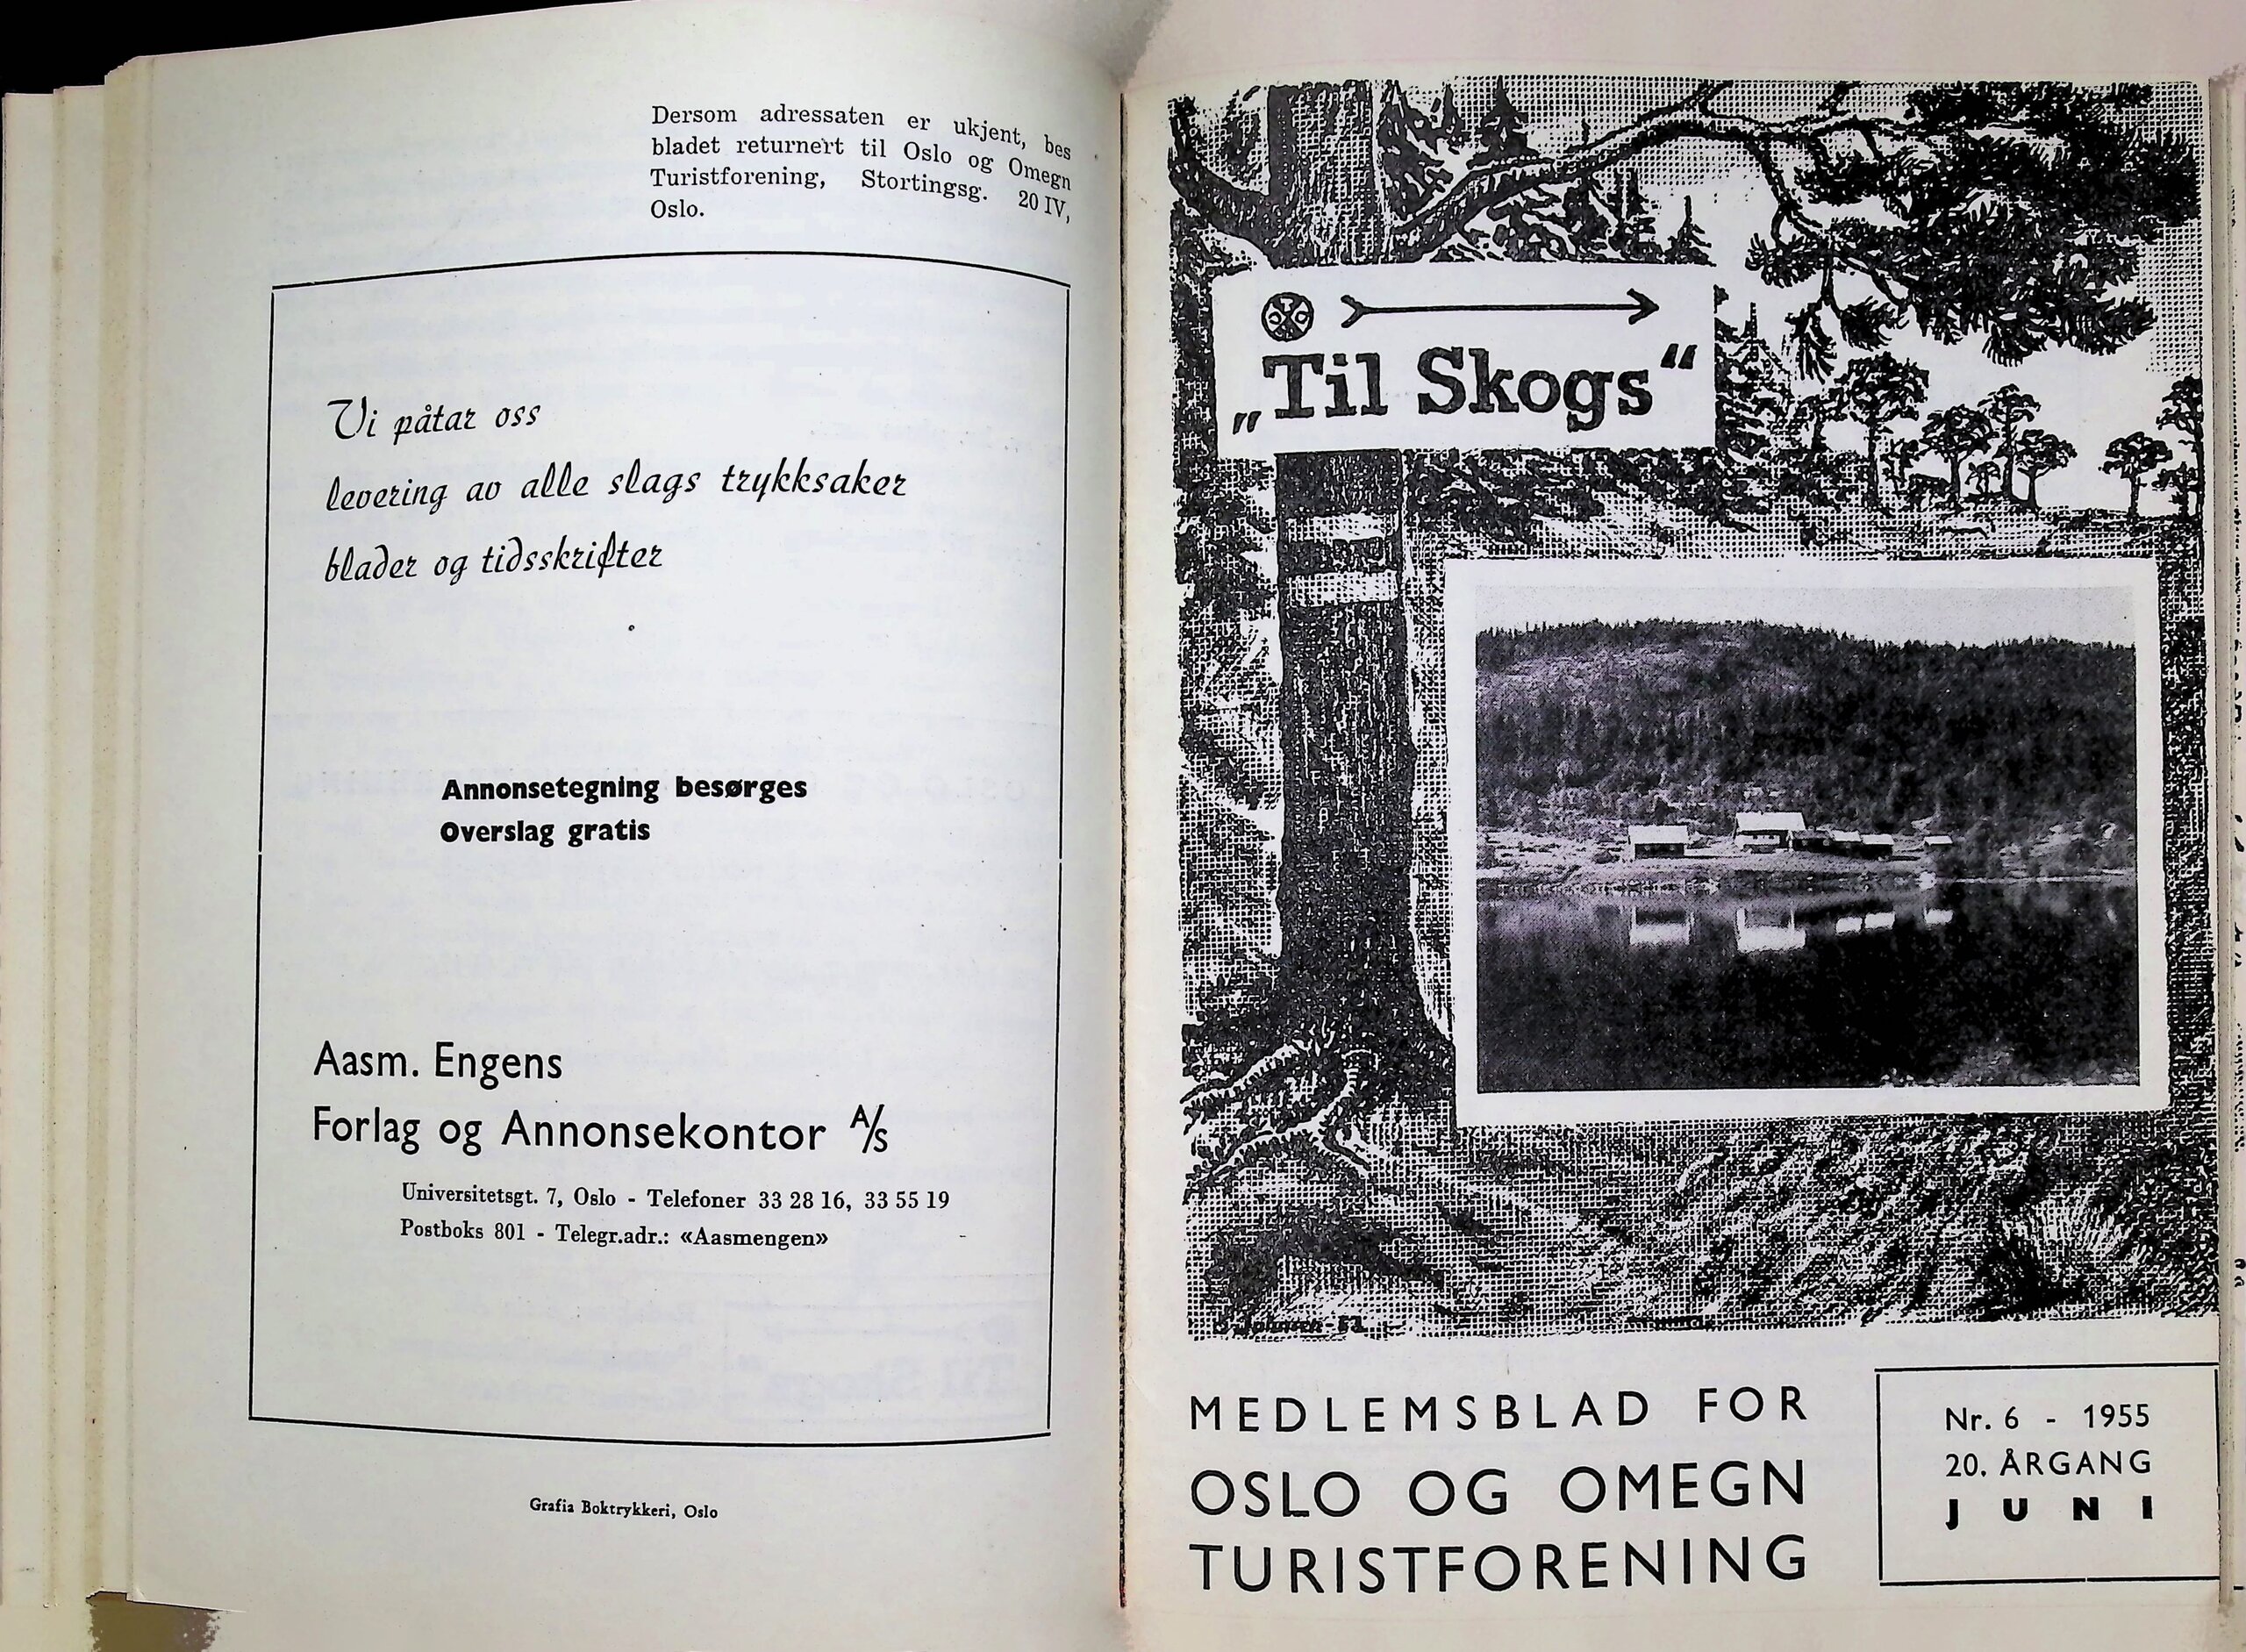 Dersom adressaten er ukjent, bes
bladet returnert til Oslo og Omegn
Turistforening, Stortingsg. 20 IV,
Oslo.
Vi påtar oss
levering av alle slags trykksaker
blader og tidsskrifter
Annonsetegning besørges
Overslag gratis
Aasm. Engens
Forlag og Annonsekontor A/S
Universitetsgt. 7, Oslo - Telefoner 33 28 16, 33 55 19
Postboks 801 - Telegr.adr.: «Aasmengen»
Grafia Boktrykkeri, Oslo
„Til Skogs“
MEDLEMSBLAD FOR
OSLO OG OMEGN
TURISTFORENING
Nr. 6 - 1955
20. ÅRGANG
JUNI